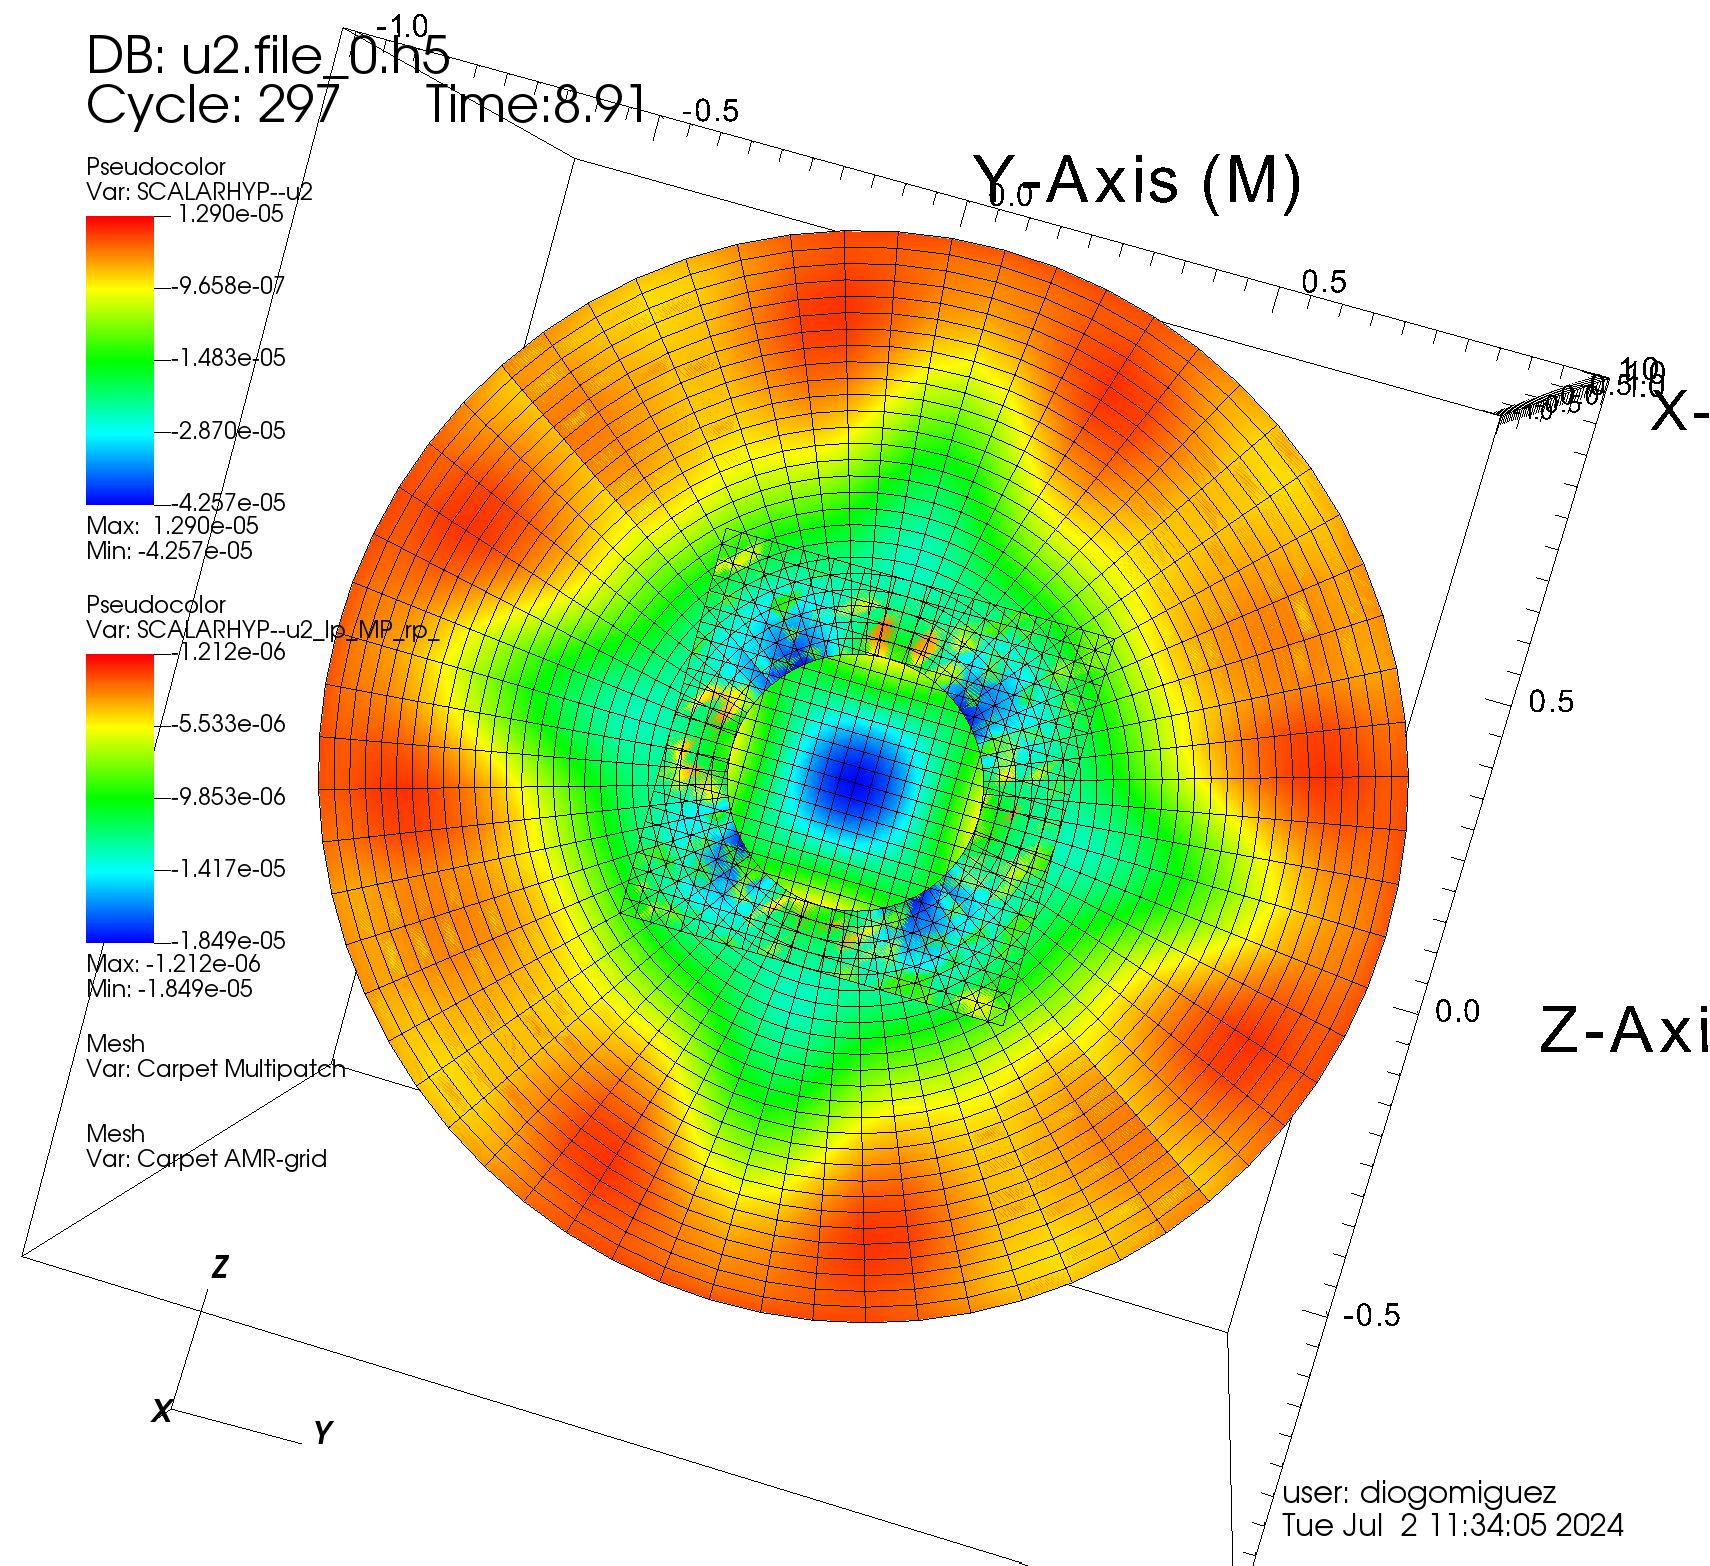 DB: u2.file_0.h5
Cycle: 297 Time:8.91
Pseudocolor
Var: SCALARHYP--u2
1.290e-05
-9.658e-07
-1.483e-05
-2.870e-05
-4.257e-05
Max: 1.290e-05
Min: -4.257e-05
Pseudocolor
Var: SCALARHYP--u2_lp_MP_rp_
-1.212e-06
-5.533e-06
-9.853e-06
-1.417e-05
-1.849e-05
Max: -1.212e-06
Min: -1.849e-05
Mesh
Var: Carpet Multipatch
Mesh
Var: Carpet AMR-grid
-1.0
-0.5
Y-Axis (M)
0.0
0.5
1.0
X-
0.5
0.0
Z-Axi
-0.5
Z
X
Y
user: diogomiguez
Tue Jul 2 11:34:05 2024